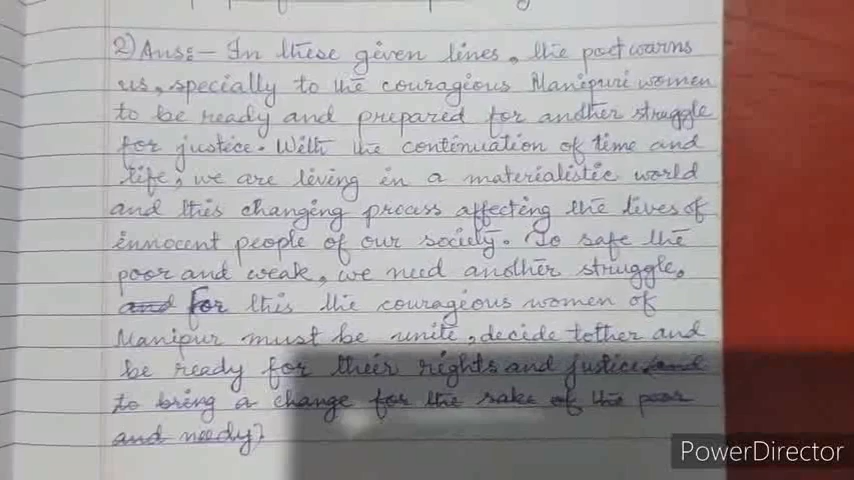 2) Ans:- In these given lines, the poet warns
us, specially to the couragious Manipuri women
to be ready and prepared for another struggle
for justice. With the continuation of time and
life, we are living in a materialistic world
and this changing process affecting the lives of
innocent people of our society. To safe the
poor and weak, we need another struggle.
and for this the couragious women of
Manipur must be unite, decide tother and
be ready for their rights and justice and
to bring a change for the sake of the poor
and needy}
PowerDirector